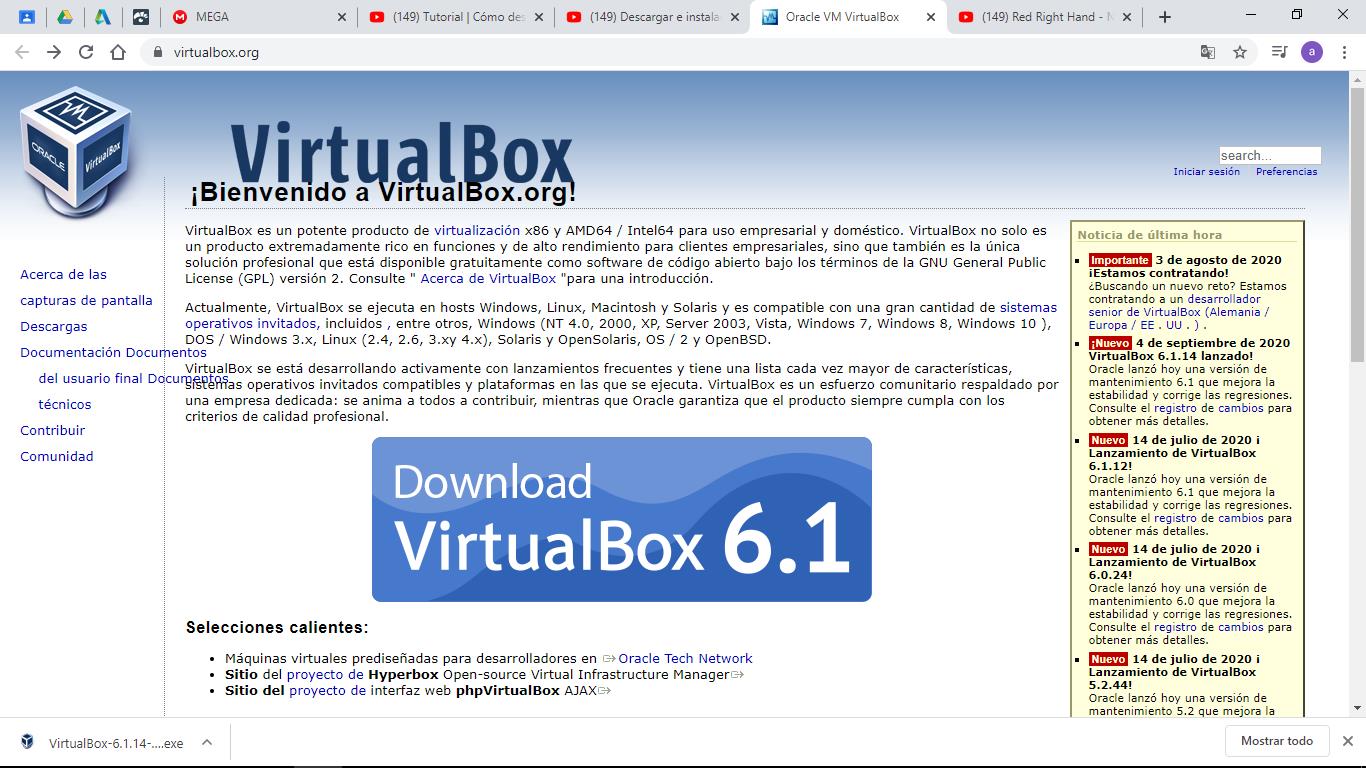 MEGA
(149) Tutorial | Cómo des
(149) Descargar e instala
Oracle VM VirtualBox
(149) Red Right Hand - N
virtualbox.org
a
ORACLE
VirtualBox
VirtualBox
¡Bienvenido a VirtualBox.org!
search...
Iniciar sesión
Preferencias
Acerca de las
capturas de pantalla
Descargas
Documentación Documentos
del usuario final Documentos
técnicos
Contribuir
Comunidad
VirtualBox es un potente producto de virtualización x86 y AMD64 / Intel64 para uso empresarial y doméstico. VirtualBox no solo es
un producto extremadamente rico en funciones y de alto rendimiento para clientes empresariales, sino que también es la única
solución profesional que está disponible gratuitamente como software de código abierto bajo los términos de la GNU General Public
License (GPL) versión 2. Consulte " Acerca de VirtualBox "para una introducción.
Actualmente, VirtualBox se ejecuta en hosts Windows, Linux, Macintosh y Solaris y es compatible con una gran cantidad de sistemas
operativos invitados, incluidos , entre otros, Windows (NT 4.0, 2000, XP, Server 2003, Vista, Windows 7, Windows 8, Windows 10 ),
DOS / Windows 3.x, Linux (2.4, 2.6, 3.xy 4.x), Solaris y OpenSolaris, OS / 2 y OpenBSD.
VirtualBox se está desarrollando activamente con lanzamientos frecuentes y tiene una lista cada vez mayor de características,
sistemas operativos invitados compatibles y plataformas en las que se ejecuta. VirtualBox es un esfuerzo comunitario respaldado por
una empresa dedicada: se anima a todos a contribuir, mientras que Oracle garantiza que el producto siempre cumpla con los
criterios de calidad profesional.
Download
VirtualBox 6.1
Selecciones calientes:
Máquinas virtuales prediseñadas para desarrolladores en Oracle Tech Network
Sitio del proyecto de Hyperbox Open-source Virtual Infrastructure Manager
Sitio del proyecto de interfaz web phpVirtualBox AJAX
Noticia de última hora
Importante 3 de agosto de 2020
¡Estamos contratando!
¿Buscando un nuevo reto? Estamos
contratando a un desarrollador
senior de VirtualBox (Alemania /
Europa / EE . UU . ) .
¡Nuevo 4 de septiembre de 2020
VirtualBox 6.1.14 lanzado!
Oracle lanzó hoy una versión de
mantenimiento 6.1 que mejora la
estabilidad y corrige las regresiones.
Consulte el registro de cambios para
obtener más detalles.
Nuevo 14 de julio de 2020 ¡
Lanzamiento de VirtualBox
6.1.12!
Oracle lanzó hoy una versión de
mantenimiento 6.1 que mejora la
estabilidad y corrige las regresiones.
Consulte el registro de cambios para
obtener más detalles.
Nuevo 14 de julio de 2020 ¡
Lanzamiento de VirtualBox
6.0.24!
Oracle lanzó hoy una versión de
mantenimiento 6.0 que mejora la
estabilidad y corrige las regresiones.
Consulte el registro de cambios para
obtener más detalles.
Nuevo 14 de julio de 2020 ¡
Lanzamiento de VirtualBox
5.2.44!
Oracle lanzó hoy una versión de
mantenimiento 5.2 que mejora la
VirtualBox-6.1.14-....exe
Mostrar todo